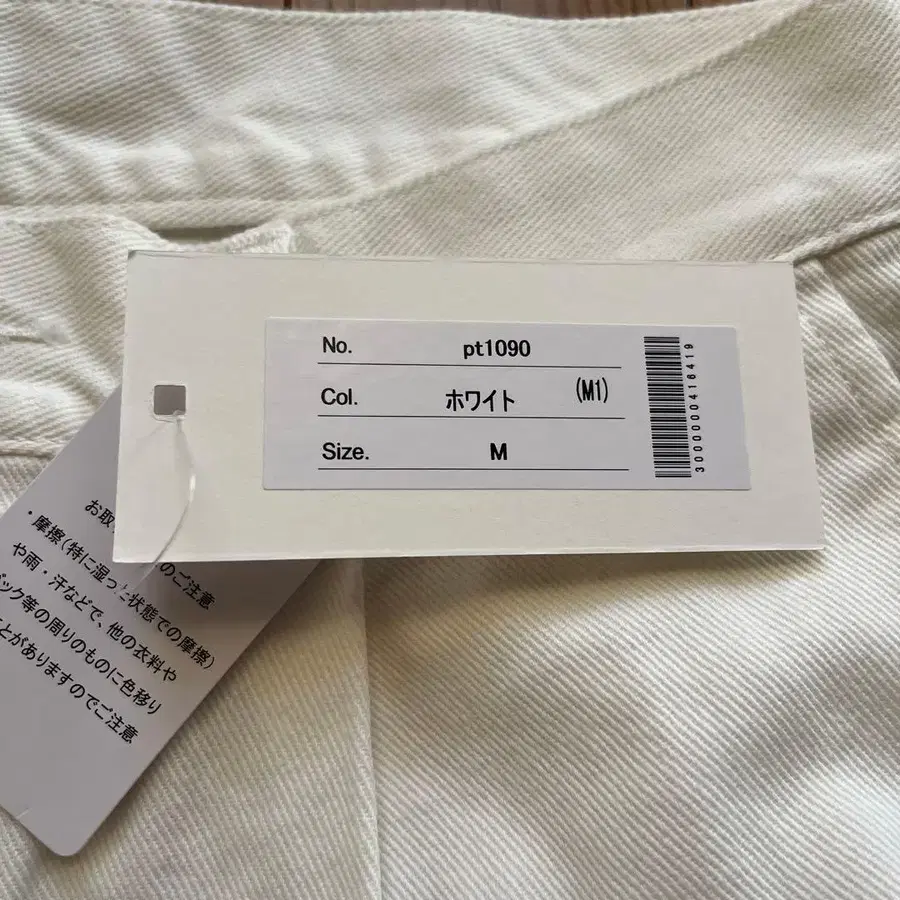 No. pt1090
Col. ホワイト (M1)
Size. M
3000000416419
お取 のご注意
・摩擦(特に湿った状態での摩擦)
や雨・汗などで、他の衣料や
バック等の周りのものに色移り
とがありますのでご注意